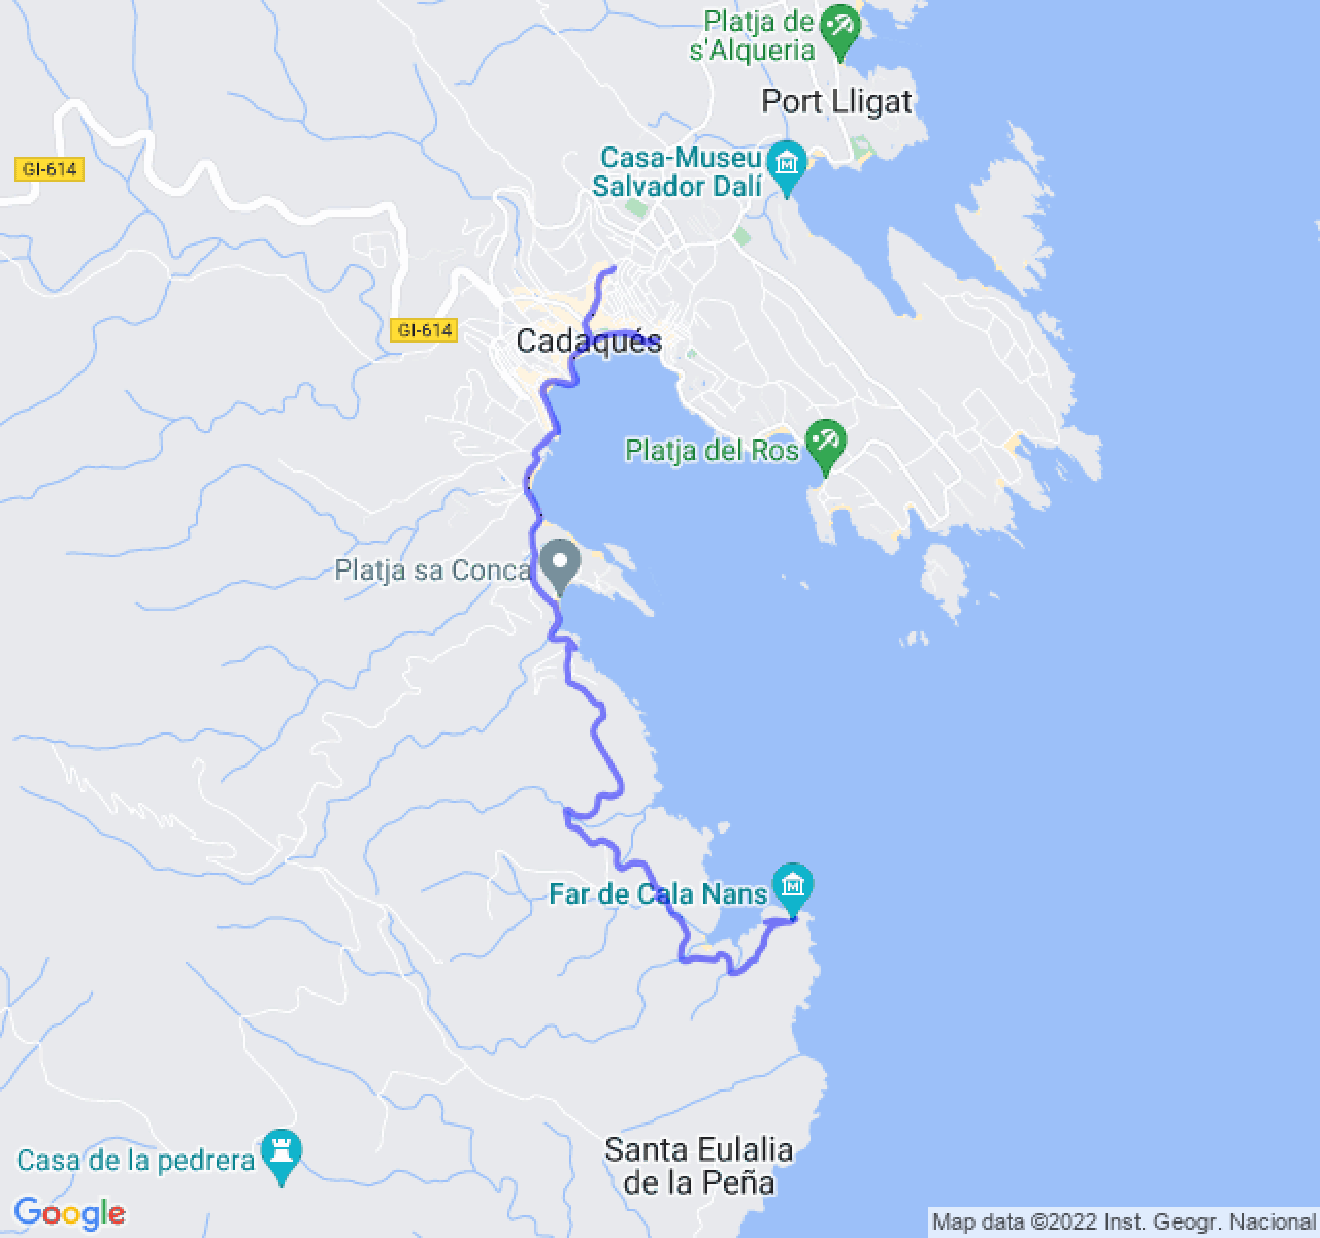 Platja de
s'Alqueria
Port Lligat
Casa-Museu
Salvador Dalí
GI-614
GI-614
Cadaqués
Platja del Ros
Platja sa Conca
Far de Cala Nans
Santa Eulalia
de la Peña
Casa de la pedrera
Google
Map data ©2022 Inst. Geogr. Nacional